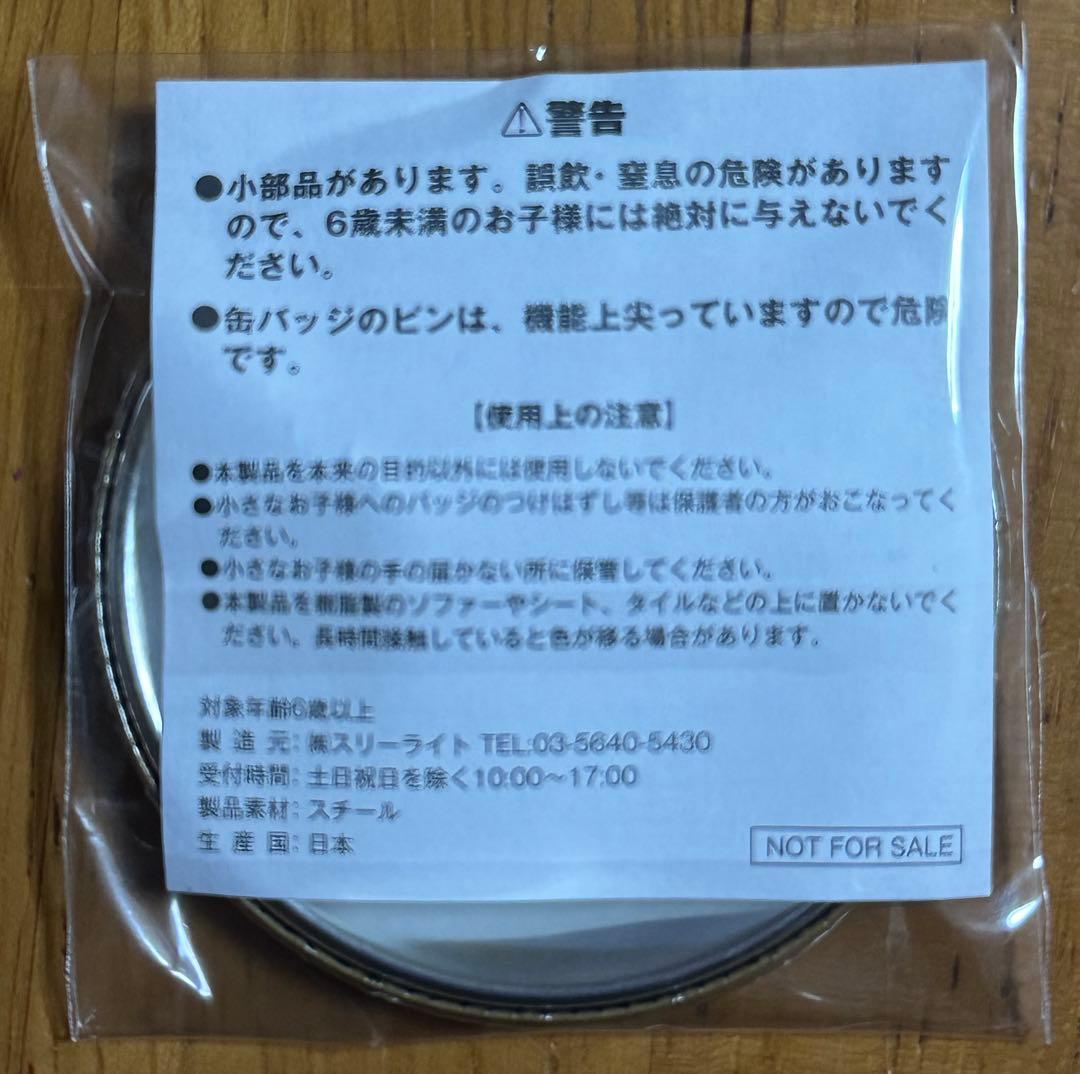 ⚠警告
●小部品があります。誤飲・窒息の危険があります
ので、6歳未満のお子様には絶対に与えないでく
ださい。
●缶バッジのピンは、機能上尖っていますので危険
です。
【使用上の注意】
●本製品を本来の目的以外には使用しないでください。
●小さなお子様へのバッジのつけはずし等は保護者の方がおこなってく
ださい。
●小さなお子様の手の届かない所に保管してください。
●本製品を樹脂製のソファーやシート、タイルなどの上に置かないでく
ださい。長時間接触していると色が移る場合があります。
対象年齢6歳以上
製造元:㈱スリーライト TEL:03-5640-5430
受付時間:土日祝日を除く10:00〜17:00
製品素材:スチール
生産国:日本
NOT FOR SALE